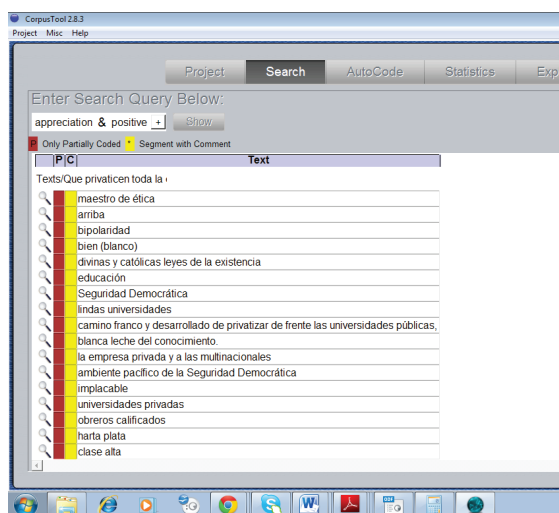 CorpusTool 2.8.3
Project Misc Help
Project Search AutoCode Statistics Exp
Enter Search Query Below:
appreciation & positive + Show
P Only Partially Coded * Segment with Comment
P C Text
Texts/Que privaticen toda la
maestro de ética
arriba
bipolaridad
bien (blanco)
divinas y católicas leyes de la existencia
educación
Seguridad Democrática
lindas universidades
camino franco y desarrollado de privatizar de frente las universidades públicas,
blanca leche del conocimiento.
la empresa privada y a las multinacionales
ambiente pacífico de la Seguridad Democrática
implacable
universidades privadas
obreros calificados
harta plata
clase alta